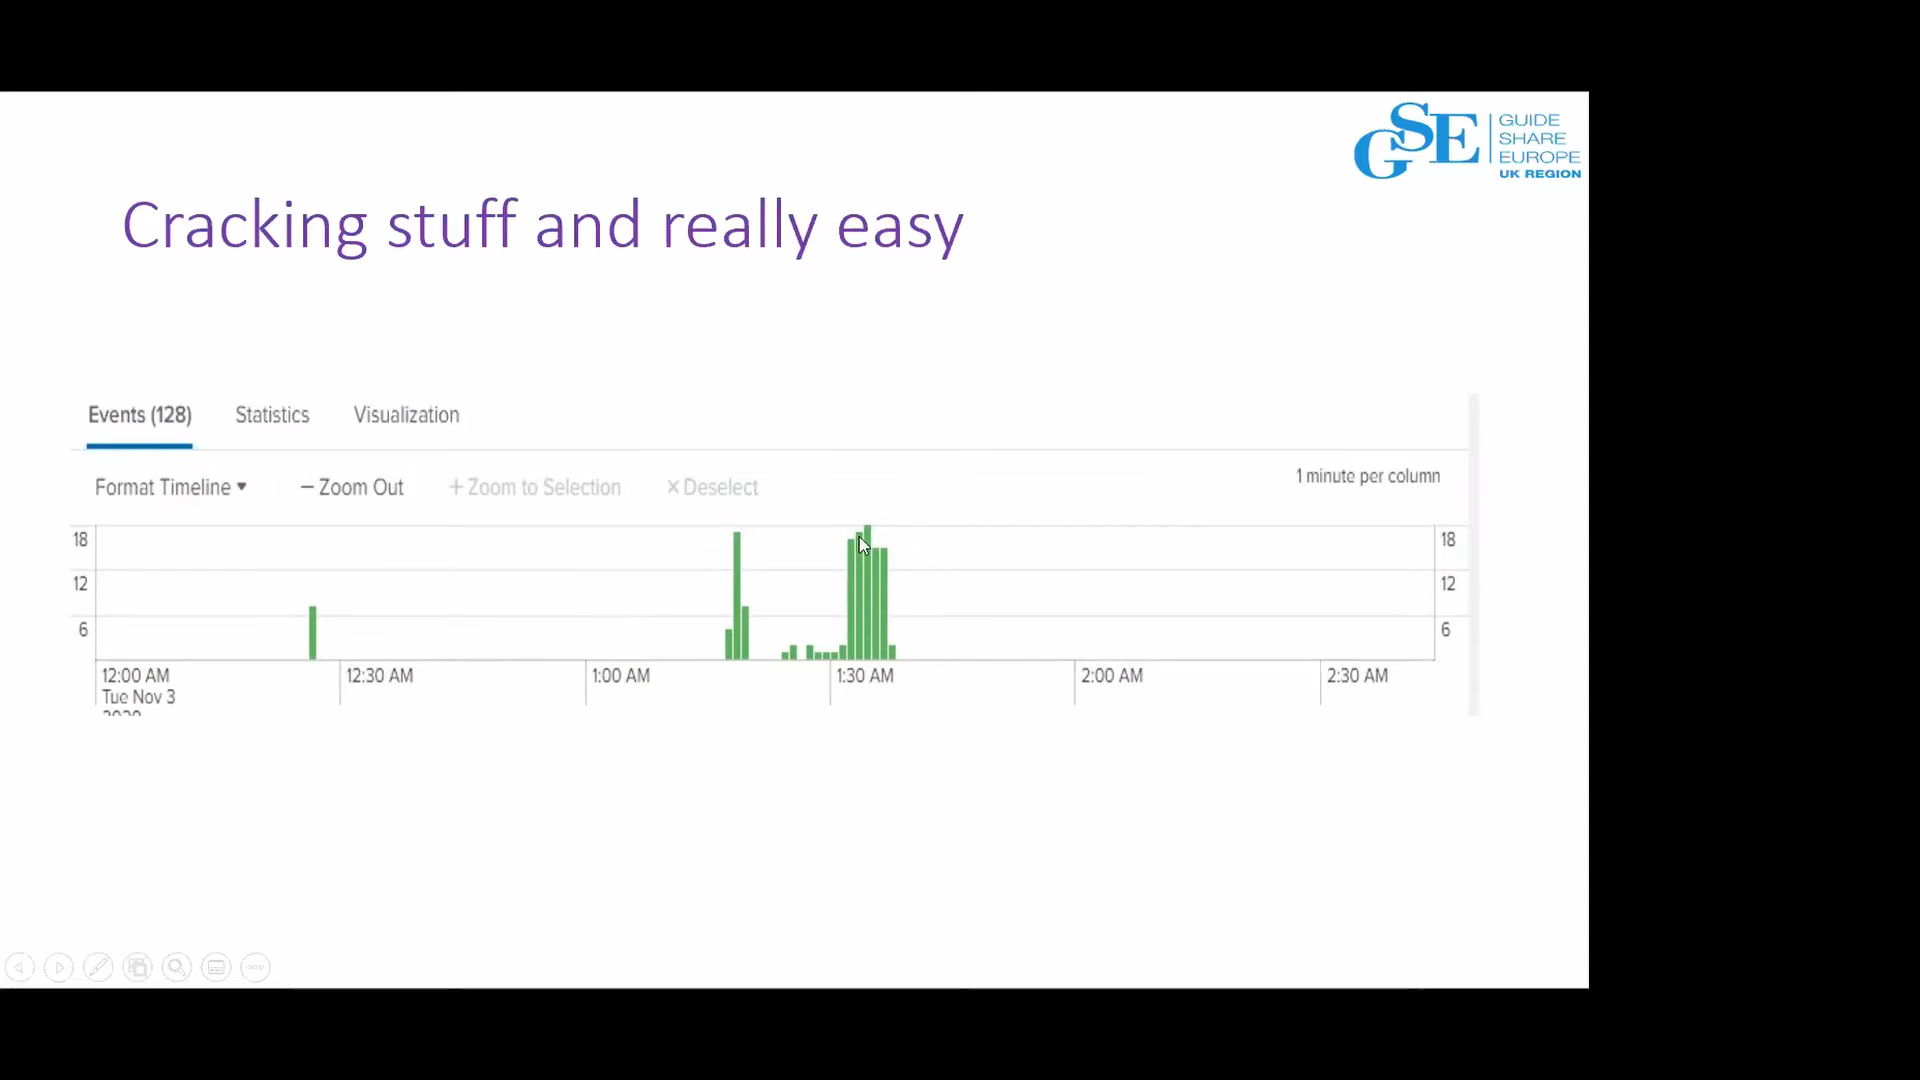 GSE
GUIDE
SHARE
EUROPE
UK REGION
Cracking stuff and really easy
Events (128) Statistics Visualization
Format Timeline ▾ — Zoom Out + Zoom to Selection × Deselect
1 minute per column
18 18
12 12
6 6
12:00 AM 12:30 AM 1:00 AM 1:30 AM 2:00 AM 2:30 AM
Tue Nov 3
2020